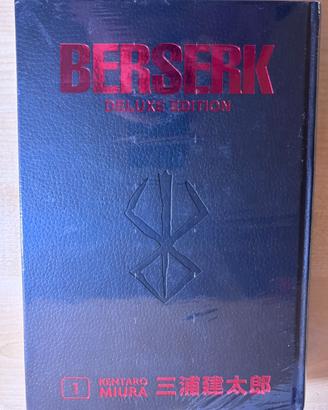 BERSERK
DELUXE EDITION
1
KENTARO
MIURA 三浦建太郎